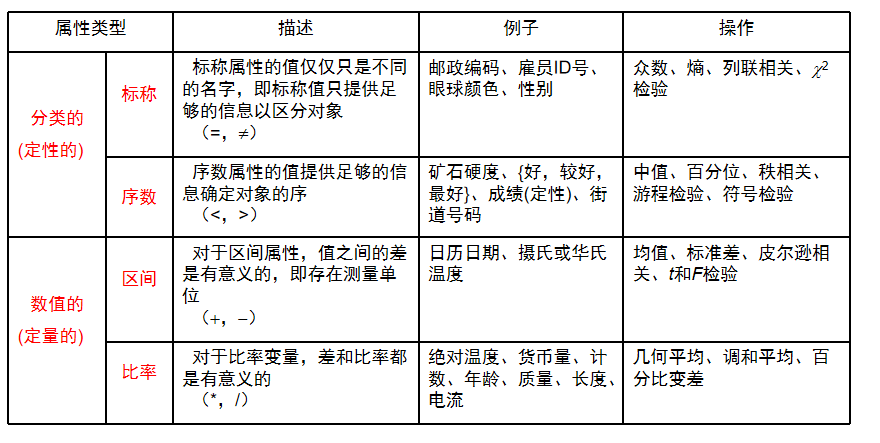 属性类型 描述 例子 操作
分类的
(定性的)
标称
标称属性的值仅仅只是不同
的名字，即标称值只提供足
够的信息以区分对象
（=，≠）
邮政编码、雇员ID号、
眼球颜色、性别
众数、熵、列联相关、χ²
检验
序数
序数属性的值提供足够的信
息确定对象的序
（<，>）
矿石硬度、{好，较好，
最好}、成绩(定性)、街
道号码
中值、百分位、秩相关、
游程检验、符号检验
数值的
(定量的)
区间
对于区间属性，值之间的差
是有意义的，即存在测量单
位
（+，−）
日历日期、摄氏或华氏
温度
均值、标准差、皮尔逊相
关、t和F检验
比率
对于比率变量，差和比率都
是有意义的
（*，/）
绝对温度、货币量、计
数、年龄、质量、长度、
电流
几何平均、调和平均、百
分比变差